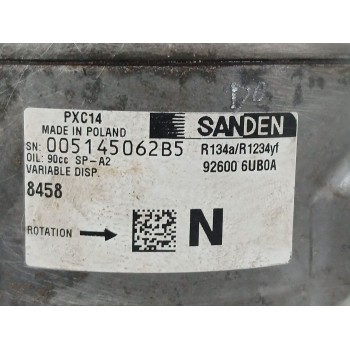 PXC14
MADE IN POLAND
SN: 005145062B5
OIL: 90cc SP-A2
VARIABLE DISP.
8458
SANDEN
R134a/R1234yf
92600 6UB0A
ROTATION
N